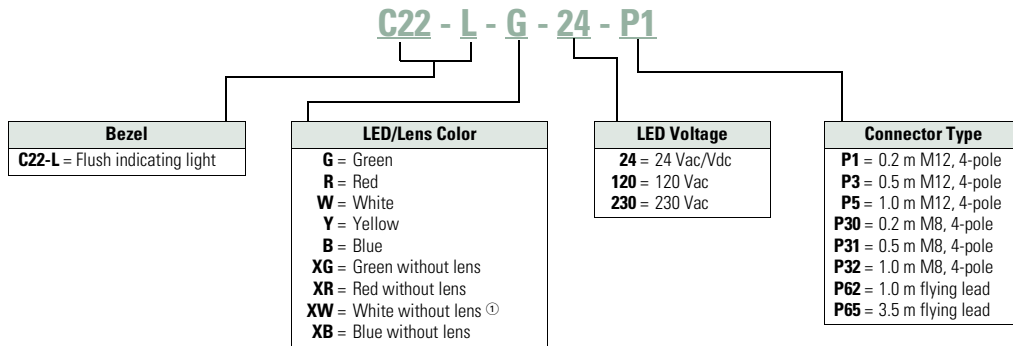 C22 - L - G - 24 - P1
Bezel
C22-L = Flush indicating light
LED/Lens Color
G = Green
R = Red
W = White
Y = Yellow
B = Blue
XG = Green without lens
XR = Red without lens
XW = White without lens ①
XB = Blue without lens
LED Voltage
24 = 24 Vac/Vdc
120 = 120 Vac
230 = 230 Vac
Connector Type
P1 = 0.2 m M12, 4-pole
P3 = 0.5 m M12, 4-pole
P5 = 1.0 m M12, 4-pole
P30 = 0.2 m M8, 4-pole
P31 = 0.5 m M8, 4-pole
P32 = 1.0 m M8, 4-pole
P62 = 1.0 m flying lead
P65 = 3.5 m flying lead